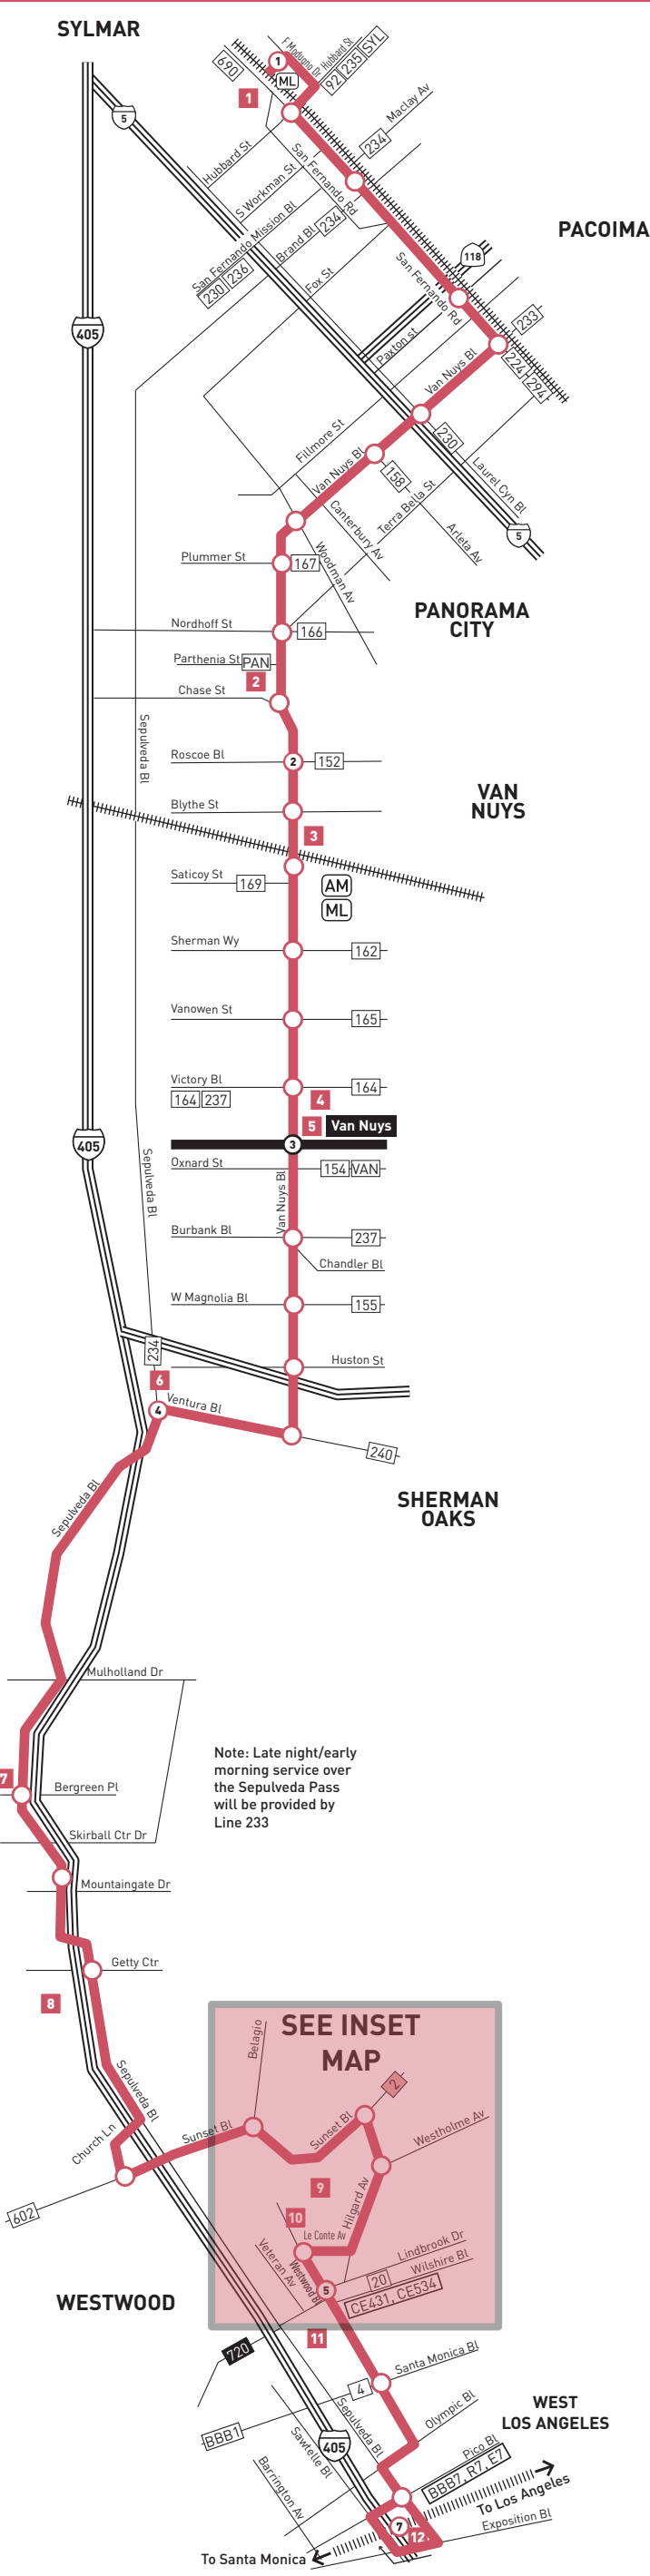 SYLMAR
F Modugno Dr
Hubbard St
92 235 SYL
690
1
ML
1
5
Maclay Av
234
Hubbard St
San Fernando Rd
S Workman St
San Fernando Mission Bl
230 236
Brand Bl 234
PACOIMA
118
San Fernando Rd
Fox St
405
Paxton st
233
224 294
Van Nuys Bl
Fillmore St
230
Van Nuys Bl
158
Laurel Cyn Bl
Terra Bella St
Canterbury Av
Arleta Av
5
Woodman Av
Plummer St
167
PANORAMA
CITY
Nordhoff St
166
Parthenia St PAN
2
Chase St
Sepulveda Bl
Roscoe Bl
2
152
VAN
NUYS
Blythe St
3
Saticoy St
169
AM
ML
Sherman Wy
162
Vanowen St
165
Victory Bl
164
164 237
4
5
Van Nuys
405
3
Oxnard St
154 VAN
Sepulveda Bl
Van Nuys Bl
Burbank Bl
237
Chandler Bl
W Magnolia Bl
155
234
Huston St
6
4
Ventura Bl
240
SHERMAN
OAKS
Sepulveda Bl
Mulholland Dr
Note: Late night/early
morning service over
the Sepulveda Pass
will be provided by
Line 233
7
Bergreen Pl
Skirball Ctr Dr
Mountaingate Dr
Getty Ctr
8
SEE INSET
MAP
Belagio
2
Sepulveda Bl
Church Ln
Sunset Bl
Sunset Bl
Westholme Av
602
9
Hilgard Av
10
Le Conte Av
Veteran Av
Westwood Bl
Lindbrook Dr
Wilshire Bl
20
5
CE431, CE534
WESTWOOD
11
720
Santa Monica Bl
4
BBB1
Sepulveda Bl
Olympic Bl
WEST
LOS ANGELES
405
Sawtelle Bl
Pico Bl
BBB7, R7, E7
Barrington Av
To Los Angeles
7
12
Exposition Bl
To Santa Monica